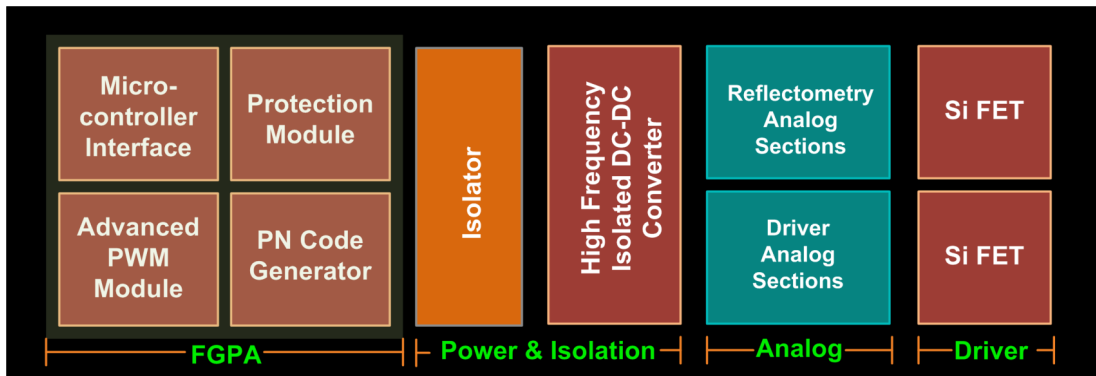 Micro-
controller
Interface
Protection
Module
Advanced
PWM
Module
PN Code
Generator
Isolator
High Frequency
Isolated DC-DC
Converter
Reflectometry
Analog
Sections
Driver
Analog
Sections
Si FET
Si FET
FGPA
Power & Isolation
Analog
Driver